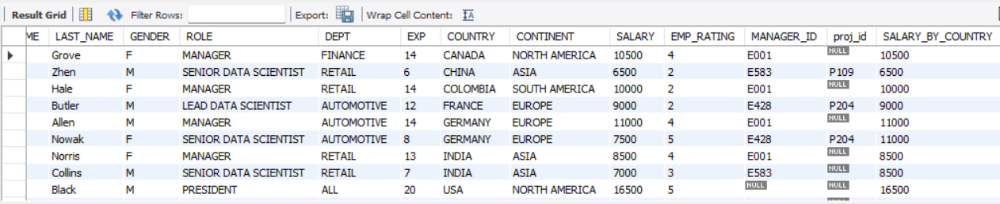 Result Grid Filter Rows: Export: Wrap Cell Content: IA
ME LAST_NAME GENDER ROLE DEPT EXP COUNTRY CONTINENT SALARY EMP_RATING MANAGER_ID proj_id SALARY_BY_COUNTRY
Grove F MANAGER FINANCE 14 CANADA NORTH AMERICA 10500 4 E001 NULL 10500
Zhen M SENIOR DATA SCIENTIST RETAIL 6 CHINA ASIA 6500 2 E583 P109 6500
Hale F MANAGER RETAIL 14 COLOMBIA SOUTH AMERICA 10000 2 E001 NULL 10000
Butler M LEAD DATA SCIENTIST AUTOMOTIVE 12 FRANCE EUROPE 9000 2 E428 P204 9000
Allen M MANAGER AUTOMOTIVE 14 GERMANY EUROPE 11000 4 E001 NULL 11000
Nowak M SENIOR DATA SCIENTIST AUTOMOTIVE 8 GERMANY EUROPE 7500 5 E428 P204 11000
Norris F MANAGER RETAIL 13 INDIA ASIA 8500 4 E001 NULL 8500
Collins M SENIOR DATA SCIENTIST RETAIL 7 INDIA ASIA 7000 3 E583 NULL 8500
Black M PRESIDENT ALL 20 USA NORTH AMERICA 16500 5 NULL NULL 16500